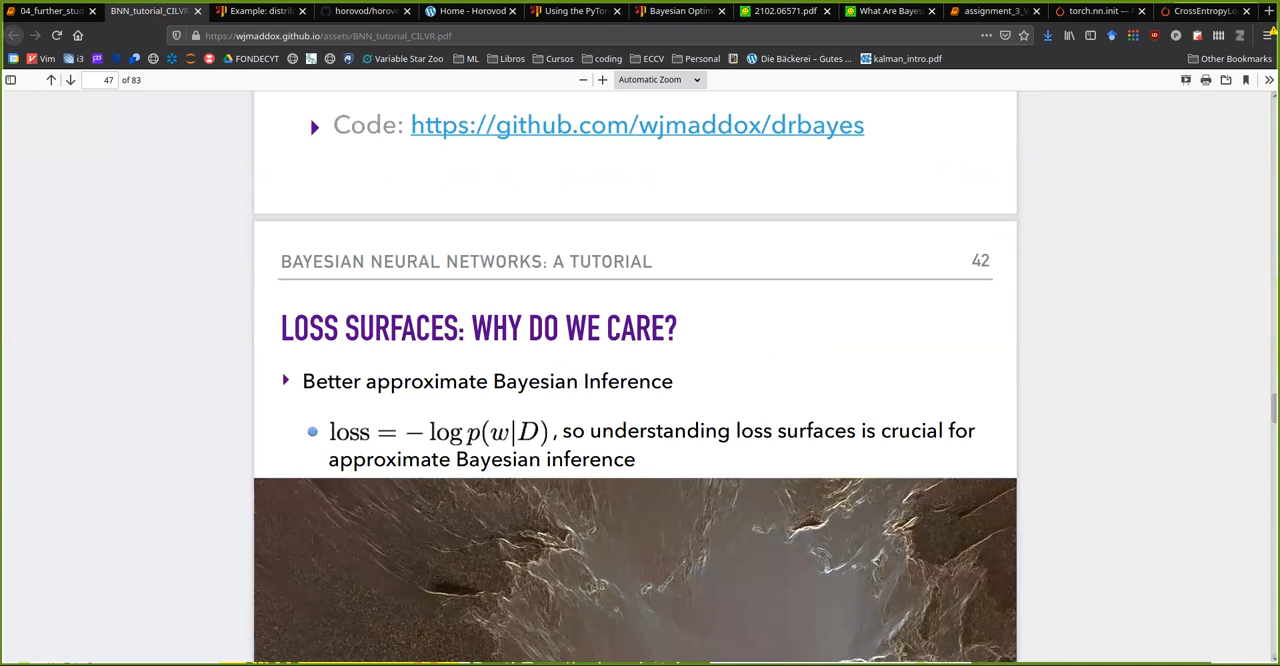 04_further_stu
BNN_tutorial_CILVR
Example: distrib
horovod/horov
Home - Horovod
Using the PyTor
Bayesian Optim
2102.06571.pdf
What Are Bayes
assignment_3_
torch.nn.init —
CrossEntropyLo
https://wjmaddox.github.io/assets/BNN_tutorial_CILVR.pdf
Vim
i3
FONDECYT
Variable Star Zoo
ML
Libros
Cursos
coding
ECCV
Personal
Die Bäckerei – Gutes ...
kalman_intro.pdf
Other Bookmarks
47 of 83
Automatic Zoom
Code: https://github.com/wjmaddox/drbayes
BAYESIAN NEURAL NETWORKS: A TUTORIAL 42
LOSS SURFACES: WHY DO WE CARE?
Better approximate Bayesian Inference
loss = − log p(w|D), so understanding loss surfaces is crucial for
approximate Bayesian inference